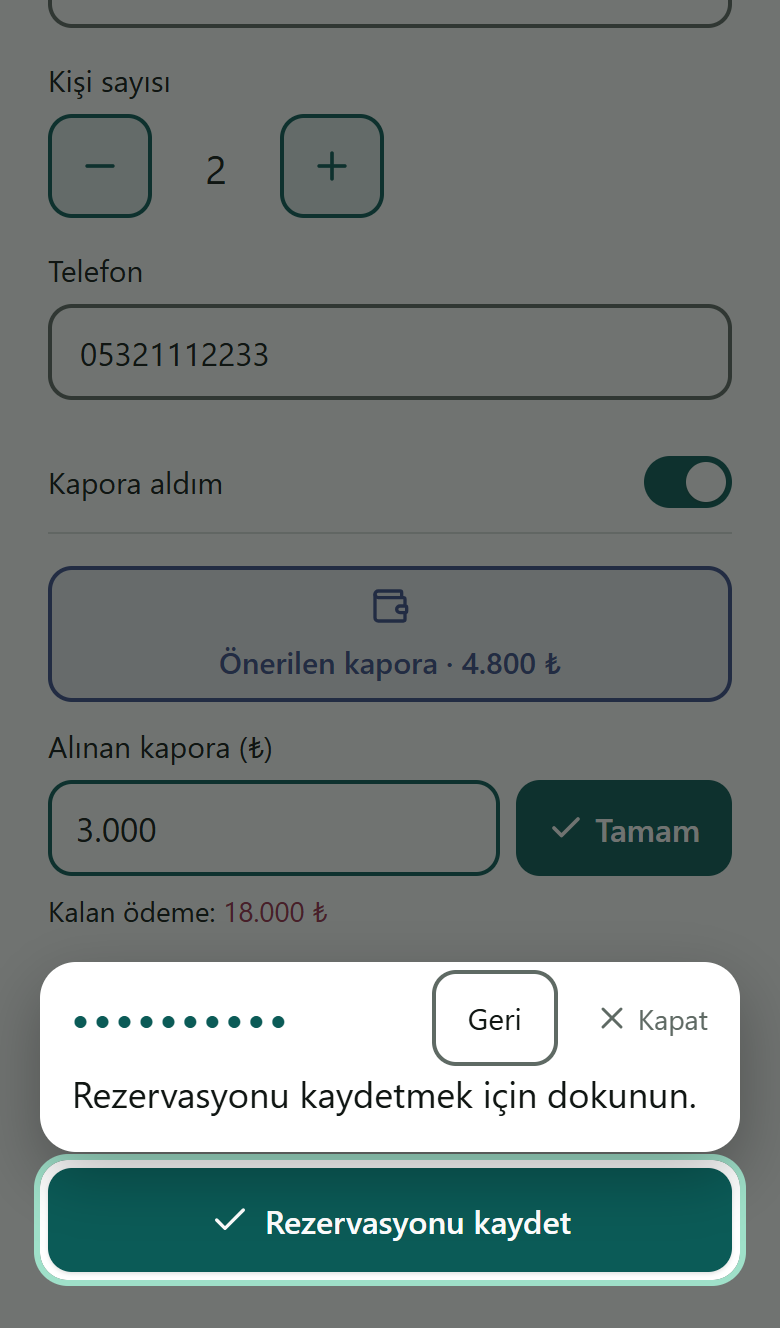 Kişi sayısı
2
Telefon
05321112233
Kapora aldım
Önerilen kapora · 4.800 ₺
Alınan kapora (₺)
3.000
Tamam
Kalan ödeme: 18.000 ₺
Geri
Kapat
Rezervasyonu kaydetmek için dokunun.
Rezervasyonu kaydet